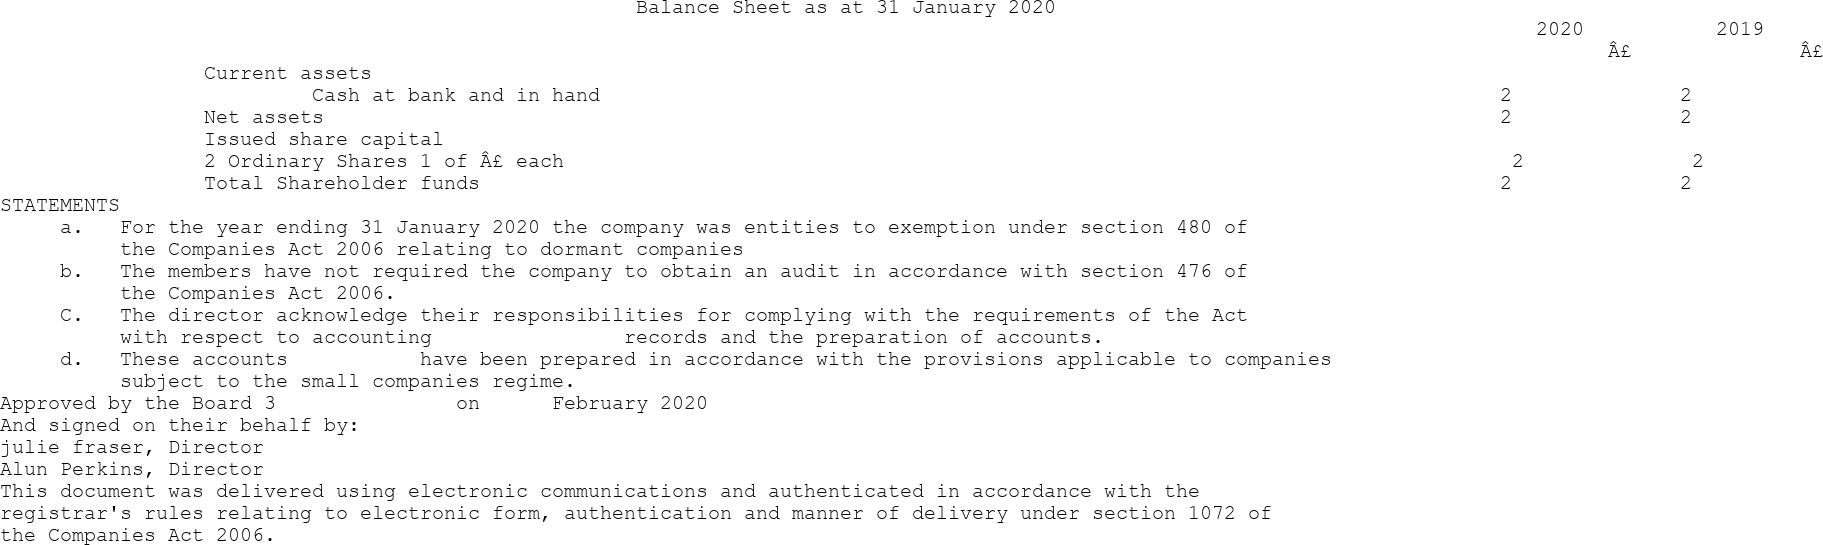 Balance Sheet as at 31 January 2020
2020 2019
Â£ Â£
Current assets
Cash at bank and in hand 2 2
Net assets 2 2
Issued share capital
2 Ordinary Shares 1 of Â£ each 2 2
Total Shareholder funds 2 2
STATEMENTS
a. For the year ending 31 January 2020 the company was entities to exemption under section 480 of
the Companies Act 2006 relating to dormant companies
b. The members have not required the company to obtain an audit in accordance with section 476 of
the Companies Act 2006.
C. The director acknowledge their responsibilities for complying with the requirements of the Act
with respect to accounting records and the preparation of accounts.
d. These accounts have been prepared in accordance with the provisions applicable to companies
subject to the small companies regime.
Approved by the Board 3 on February 2020
And signed on their behalf by:
julie fraser, Director
Alun Perkins, Director
This document was delivered using electronic communications and authenticated in accordance with the
registrar's rules relating to electronic form, authentication and manner of delivery under section 1072 of
the Companies Act 2006.